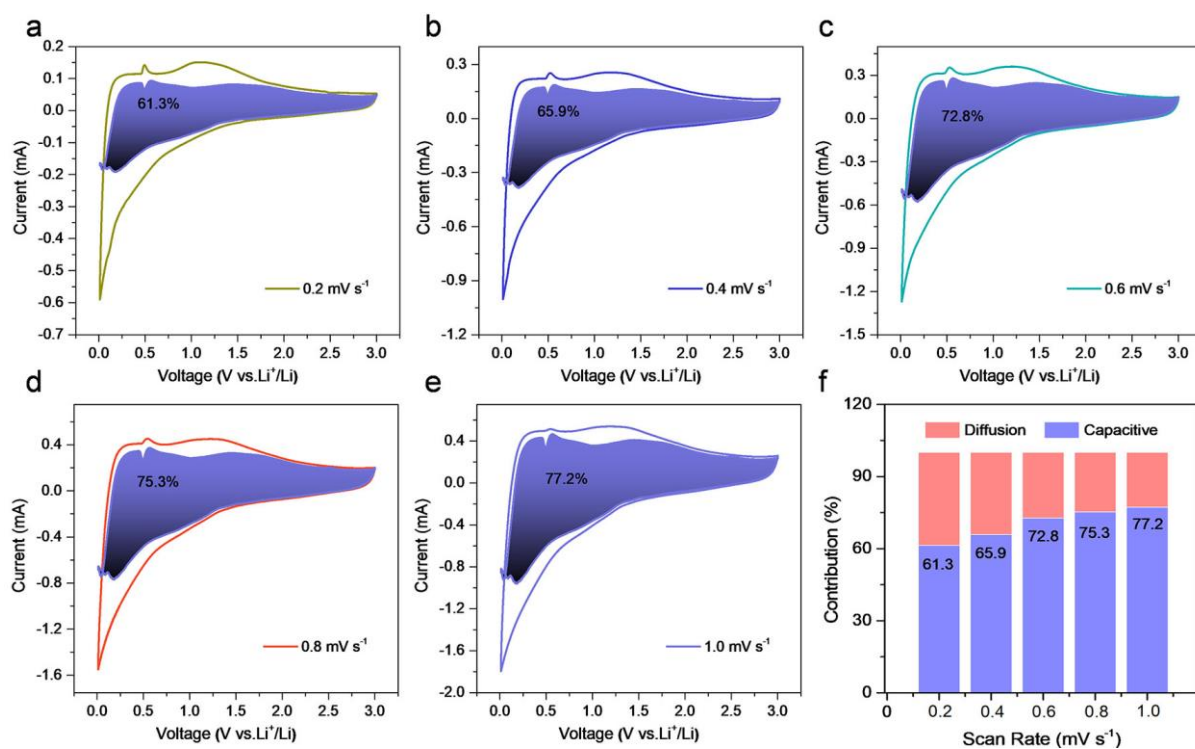 a
0.2
0.1
0.0
-0.1
-0.2
-0.3
-0.4
-0.5
-0.6
-0.7
Current (mA)
61.3%
0.2 mV s⁻¹
0.0 0.5 1.0 1.5 2.0 2.5 3.0
Voltage (V vs.Li⁺/Li)
b
0.3
0.0
-0.3
-0.6
-0.9
-1.2
Current (mA)
65.9%
0.4 mV s⁻¹
0.0 0.5 1.0 1.5 2.0 2.5 3.0
Voltage (V vs.Li⁺/Li)
c
0.3
0.0
-0.3
-0.6
-0.9
-1.2
-1.5
Current (mA)
72.8%
0.6 mV s⁻¹
0.0 0.5 1.0 1.5 2.0 2.5 3.0
Voltage (V vs.Li⁺/Li)
d
0.4
0.0
-0.4
-0.8
-1.2
-1.6
Current (mA)
75.3%
0.8 mV s⁻¹
0.0 0.5 1.0 1.5 2.0 2.5 3.0
Voltage (V vs.Li⁺/Li)
e
0.4
0.0
-0.4
-0.8
-1.2
-1.6
-2.0
Current (mA)
77.2%
1.0 mV s⁻¹
0.0 0.5 1.0 1.5 2.0 2.5 3.0
Voltage (V vs.Li⁺/Li)
f
120
90
60
30
0
Contribution (%)
Diffusion Capacitive
61.3 65.9 72.8 75.3 77.2
0 0.2 0.4 0.6 0.8 1.0
Scan Rate (mV s⁻¹)